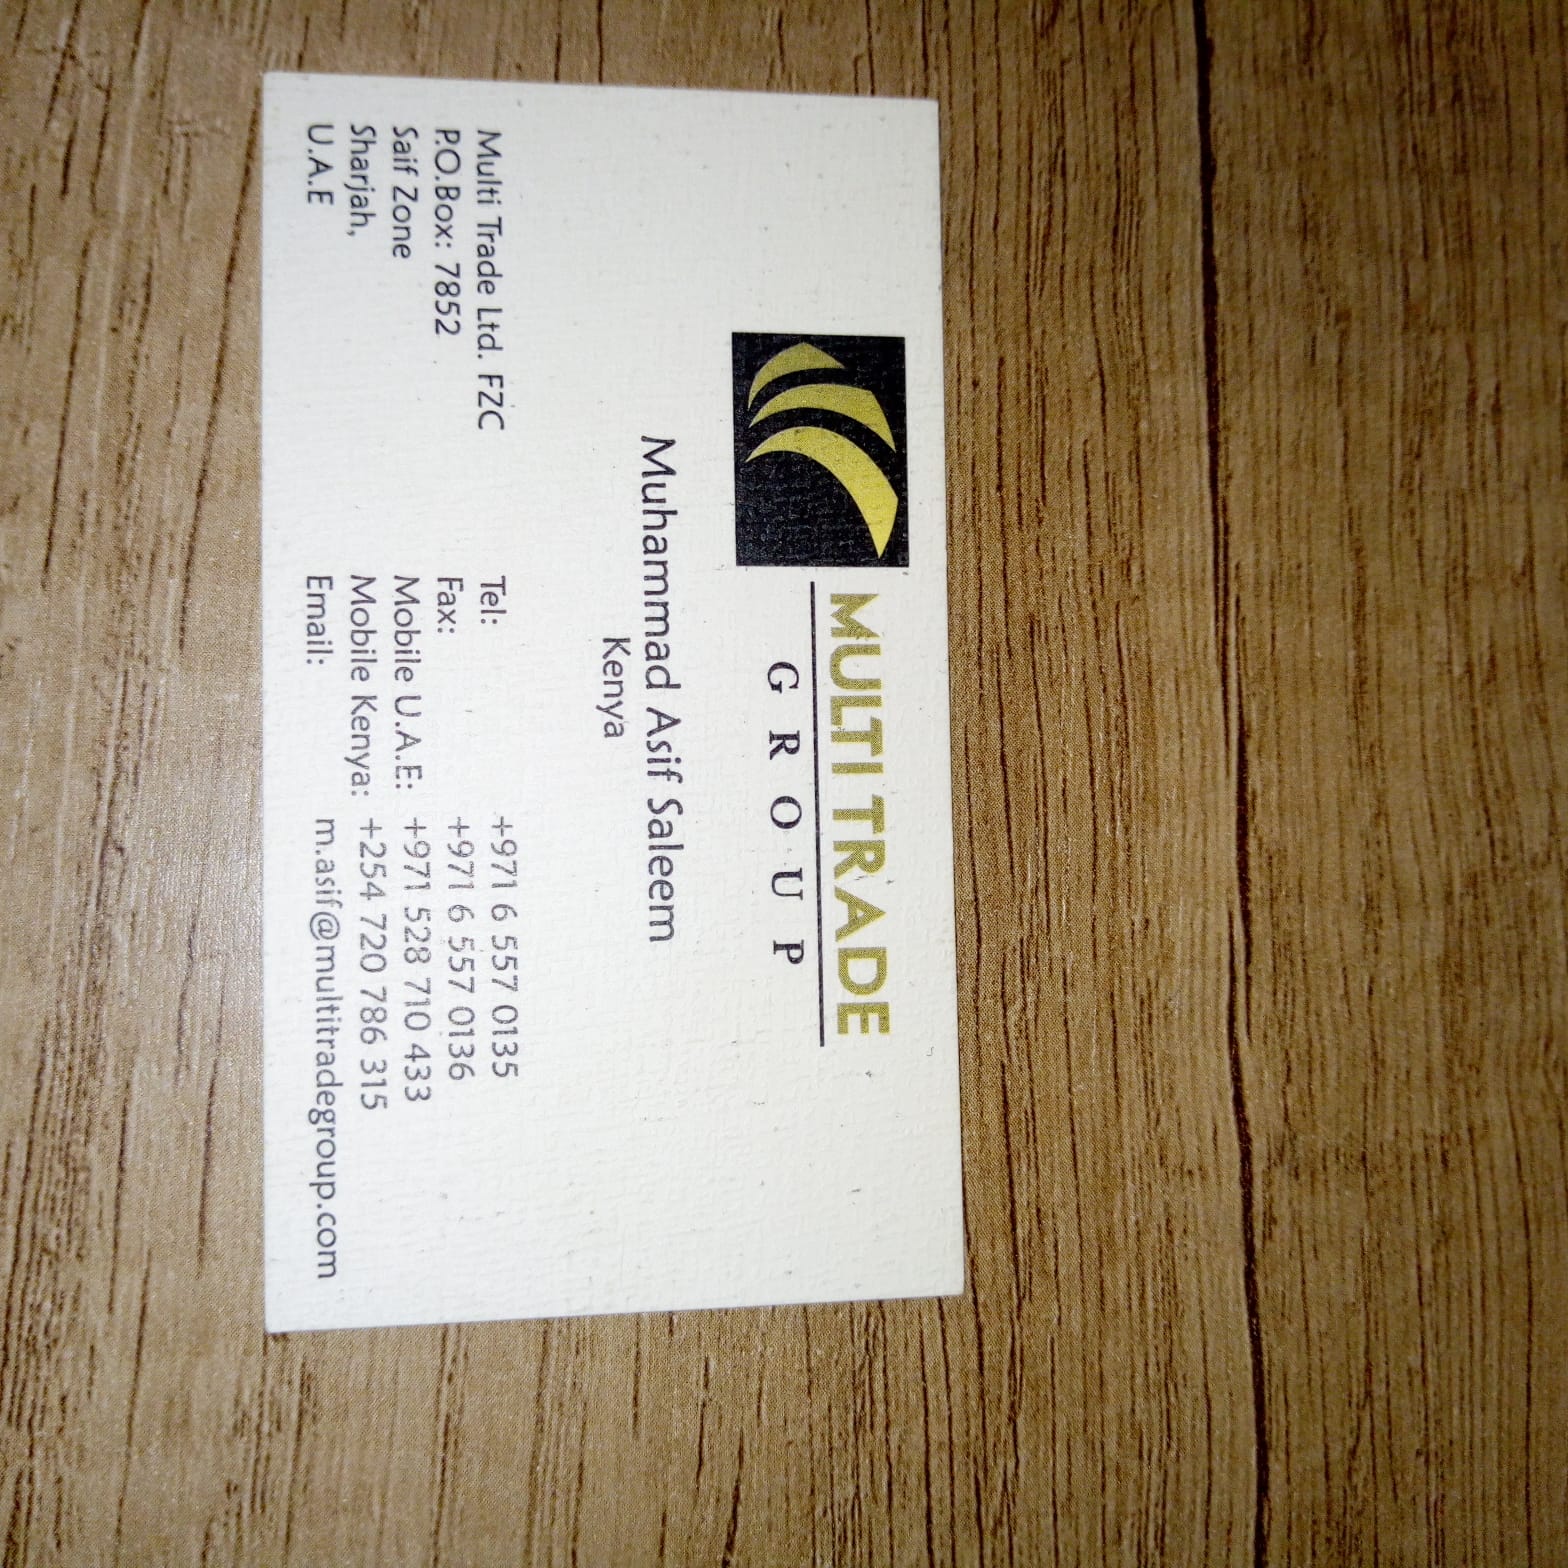 MULTI TRADE
GROUP
Muhammad Asif Saleem
Kenya
Multi Trade Ltd. FZC
P.O.Box: 7852
Saif Zone
Sharjah,
U.A.E
Tel: +971 6 557 0135
Fax: +971 6 557 0136
Mobile U.A.E: +971 528 710 433
Mobile Kenya: +254 720 786 315
Email: m.asif@multitradegroup.com